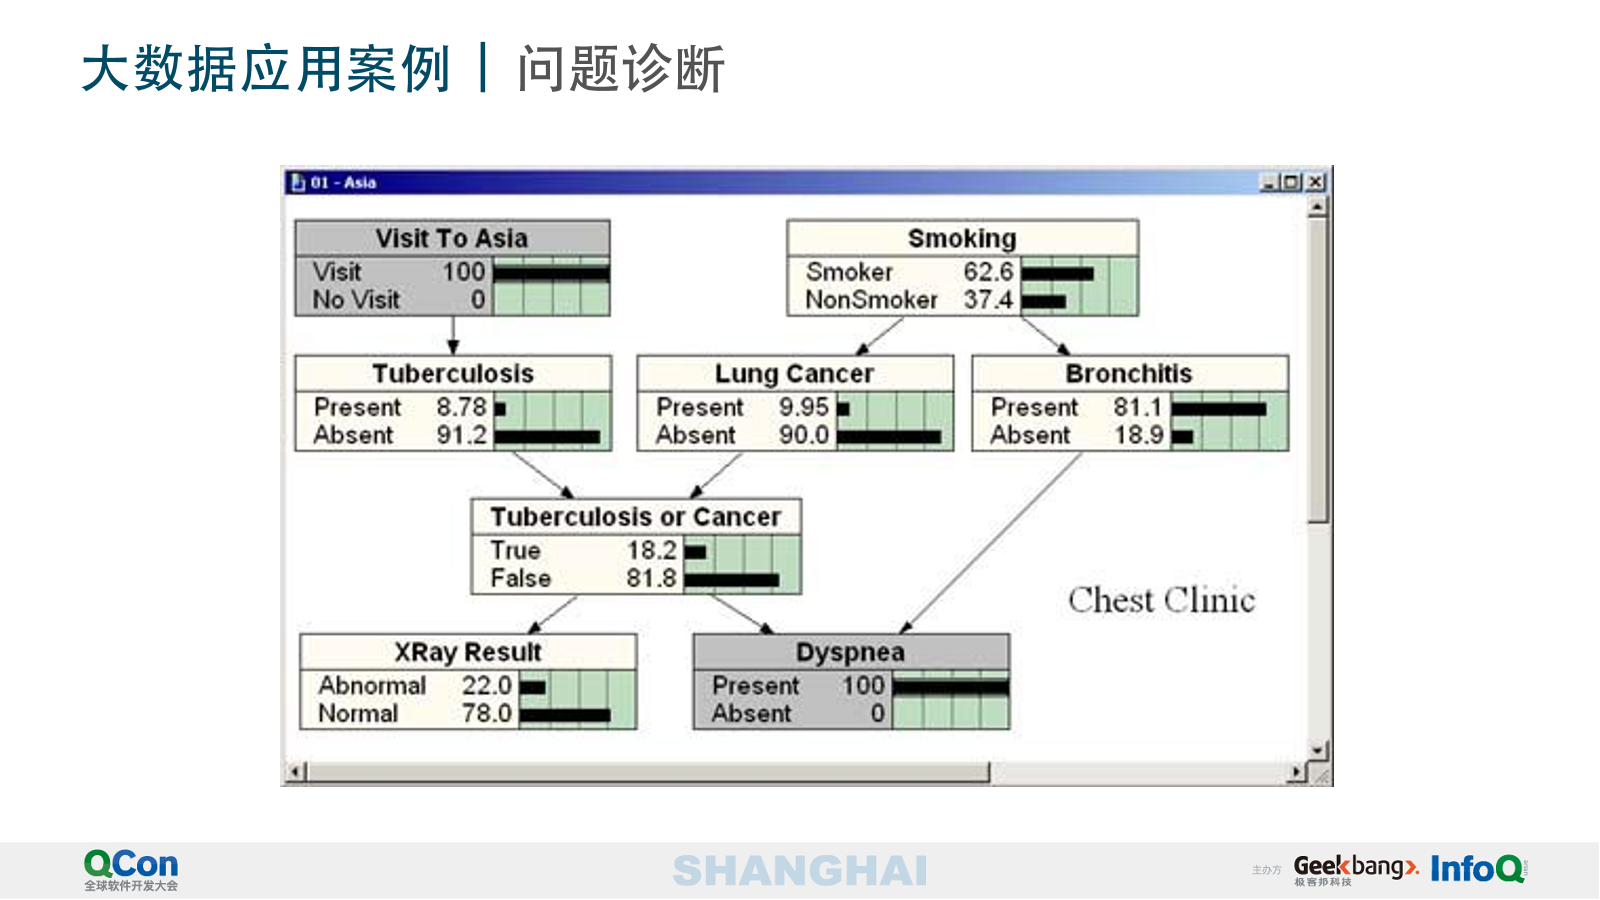 大数据应用案例 | 问题诊断
01 - Asia
Visit To Asia
Visit 100
No Visit 0
Smoking
Smoker 62.6
NonSmoker 37.4
Tuberculosis
Present 8.78
Absent 91.2
Lung Cancer
Present 9.95
Absent 90.0
Bronchitis
Present 81.1
Absent 18.9
Tuberculosis or Cancer
True 18.2
False 81.8
Chest Clinic
XRay Result
Abnormal 22.0
Normal 78.0
Dyspnea
Present 100
Absent 0
QCon
全球软件开发大会
SHANGHAI
主办方
Geekbang
极客邦科技
InfoQ